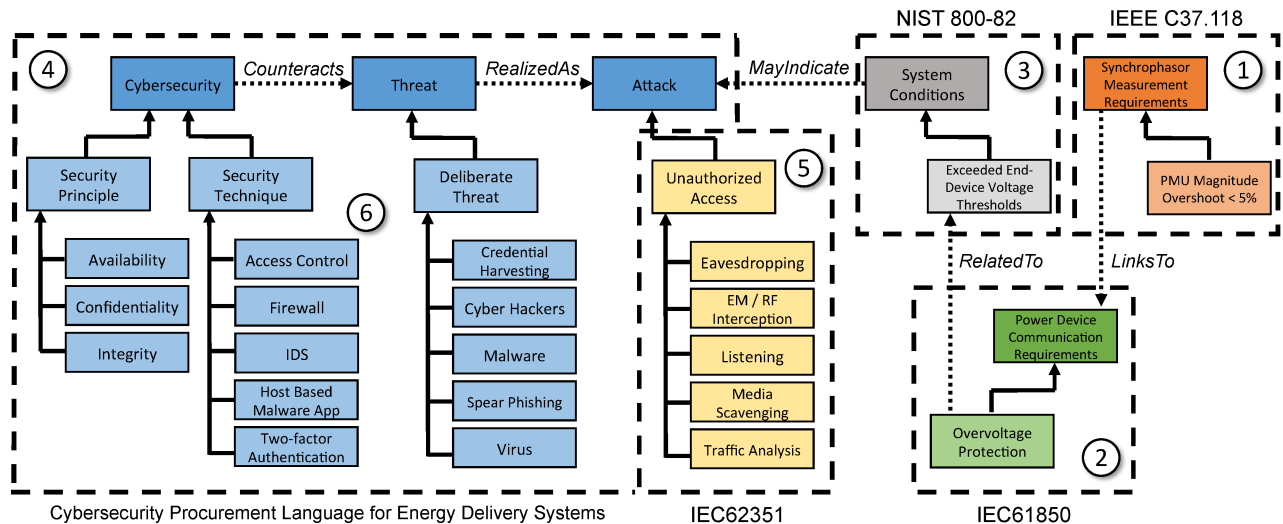 NIST 800-82
IEEE C37.118
4
Cybersecurity
Counteracts
Threat
RealizedAs
Attack
MayIndicate
System
Conditions
3
Synchrophasor
Measurement
Requirements
1
Security
Principle
Security
Technique
Deliberate
Threat
Unauthorized
Access
5
Exceeded End-
Device Voltage
Thresholds
PMU Magnitude
Overshoot < 5%
6
Availability
Confidentiality
Integrity
Access Control
Firewall
IDS
Host Based
Malware App
Two-factor
Authentication
Credential
Harvesting
Cyber Hackers
Malware
Spear Phishing
Virus
Eavesdropping
EM / RF
Interception
Listening
Media
Scavenging
Traffic Analysis
RelatedTo
LinksTo
Power Device
Communication
Requirements
Overvoltage
Protection
2
Cybersecurity Procurement Language for Energy Delivery Systems
IEC62351
IEC61850